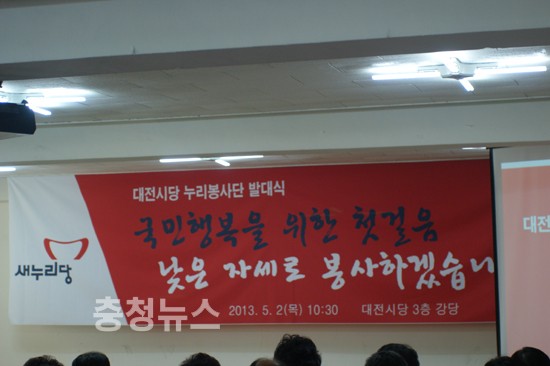 대전시당 누리봉사단 발대식
국민행복을 위한 첫걸음
낮은 자세로 봉사하겠습니
새누리당
2013. 5. 2(목) 10:30 대전시당 3층 강당
대전
충청뉴스